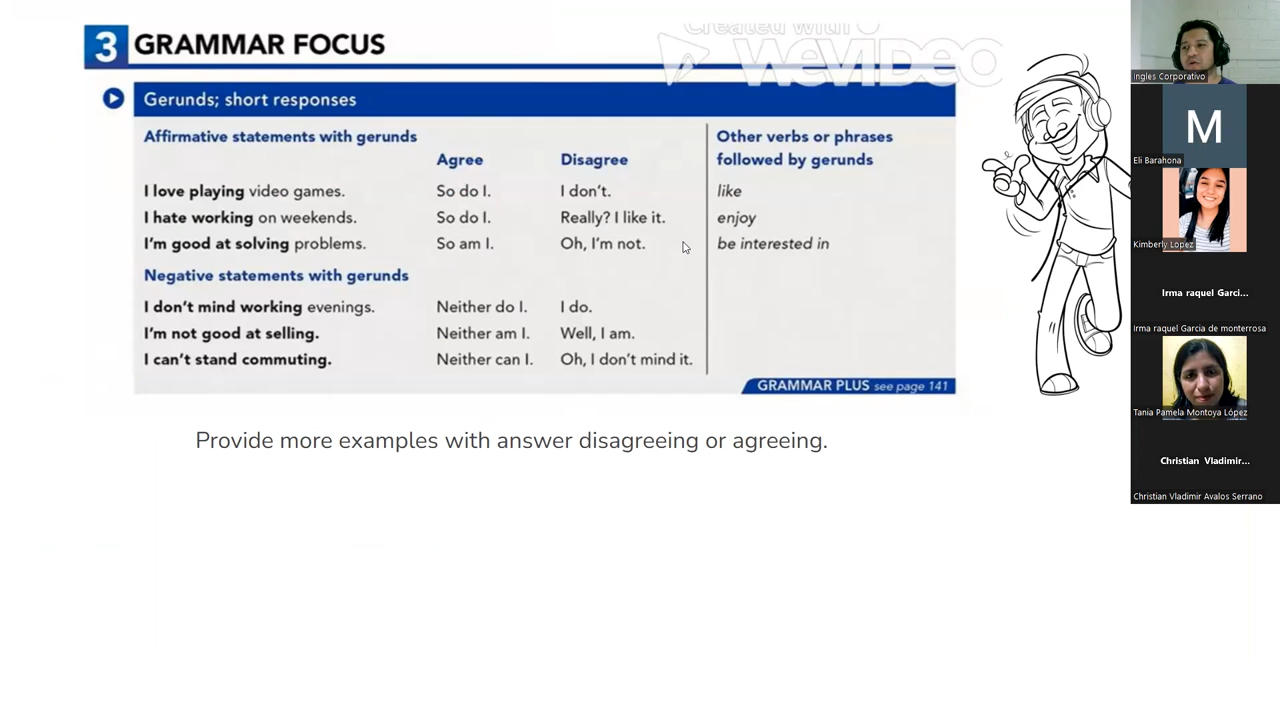 Created with
WeVideo
3 GRAMMAR FOCUS
Gerunds; short responses
Affirmative statements with gerunds
Agree Disagree
I love playing video games. So do I. I don't.
I hate working on weekends. So do I. Really? I like it.
I'm good at solving problems. So am I. Oh, I'm not.
Negative statements with gerunds
I don't mind working evenings. Neither do I. I do.
I'm not good at selling. Neither am I. Well, I am.
I can't stand commuting. Neither can I. Oh, I don't mind it.
Other verbs or phrases
followed by gerunds
like
enjoy
be interested in
GRAMMAR PLUS see page 141
Provide more examples with answer disagreeing or agreeing.
Ingles Corporativo
M
Eli Barahona
Kimberly Lopez
Irma raquel Garci...
Irma raquel Garcia de monterrosa
Tania Pamela Montoya López
Christian Vladimir...
Christian Vladimir Avalos Serrano